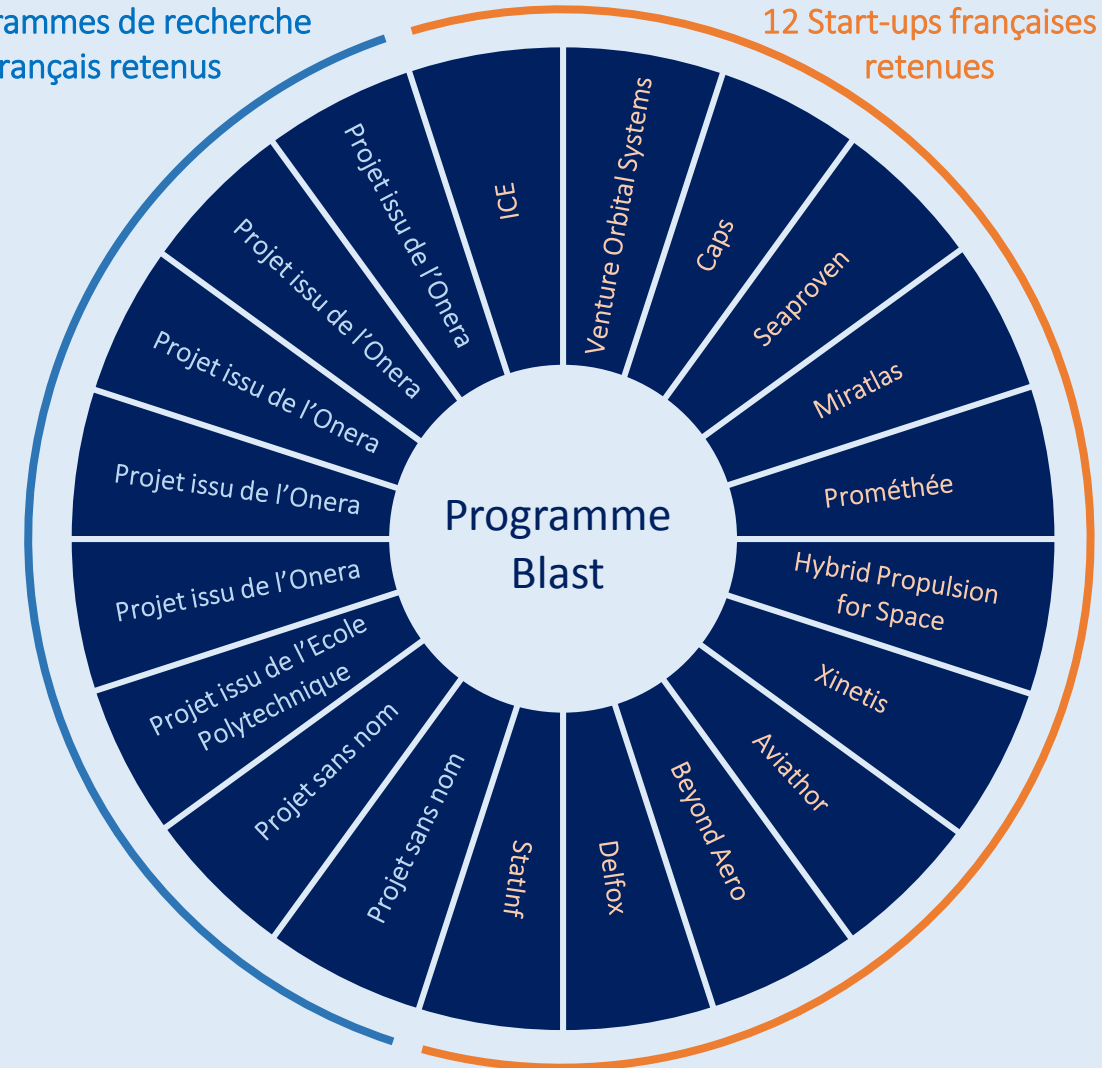 rammes de recherche
rançais retenus
12 Start-ups françaises
retenues
ICE
Venture Orbital Systems
Caps
Seaproven
Miratlas
Prométhée
Hybrid Propulsion
for Space
Xinetis
Aviathor
Beyond Aero
Delfox
StatInf
Projet sans nom
Projet sans nom
Projet issu de l'Ecole
Polytechnique
Projet issu de l'Onera
Projet issu de l'Onera
Projet issu de l'Onera
Projet issu de l'Onera
Projet issu de l'Onera
Programme
Blast